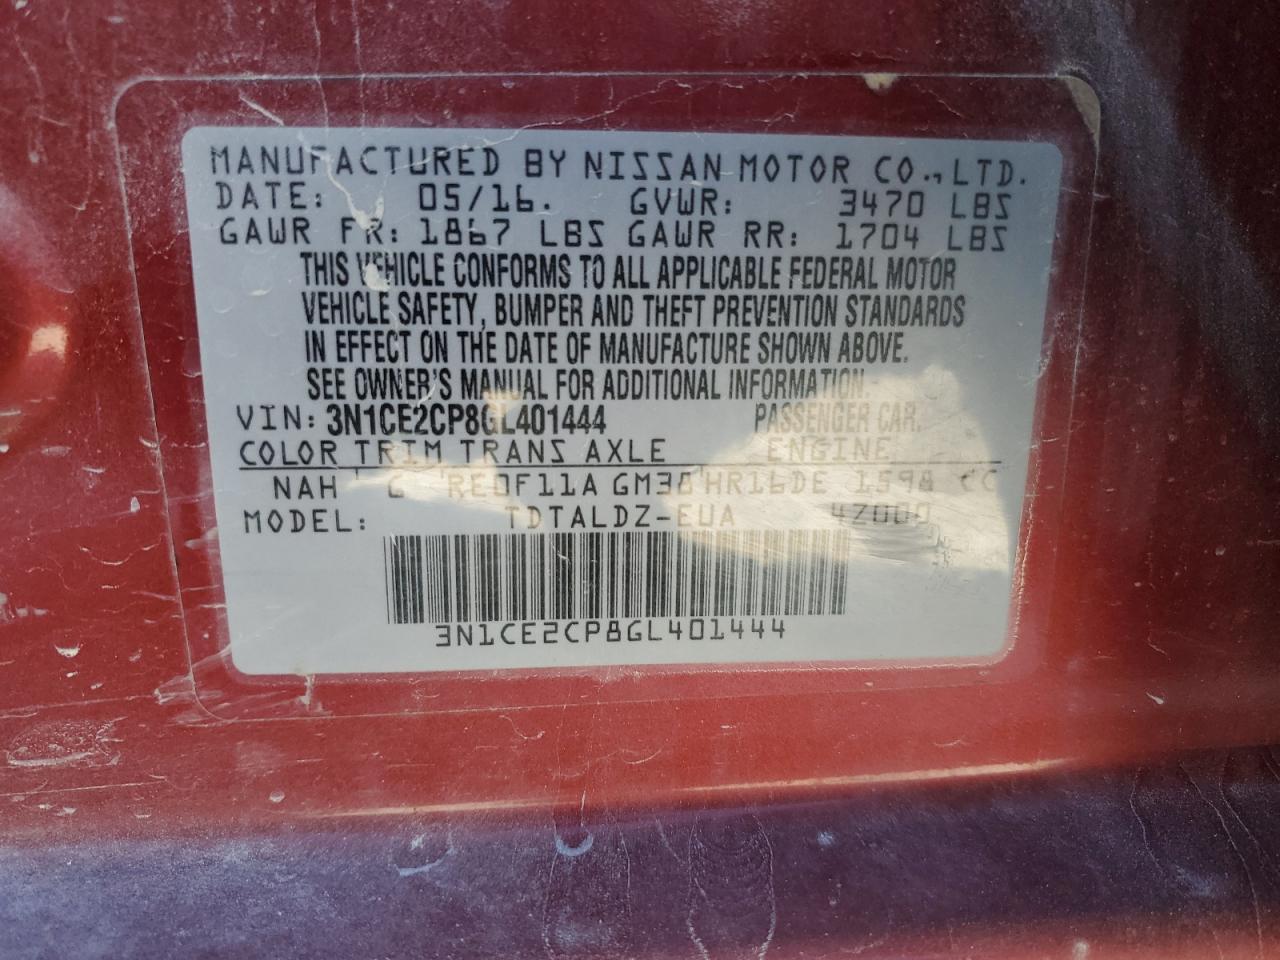 MANUFACTURED BY NISSAN MOTOR CO., LTD.
DATE: 05/16. GVWR: 3470 LBS
GAWR FR: 1867 LBS GAWR RR: 1704 LBS
THIS VEHICLE CONFORMS TO ALL APPLICABLE FEDERAL MOTOR
VEHICLE SAFETY, BUMPER AND THEFT PREVENTION STANDARDS
IN EFFECT ON THE DATE OF MANUFACTURE SHOWN ABOVE.
SEE OWNER'S MANUAL FOR ADDITIONAL INFORMATION.
VIN: 3N1CE2CP8GL401444 PASSENGER CAR.
COLOR TRIM TRANS AXLE ENGINE
NAH G RE0F11A GM38 HR16DE 1598 CC
MODEL: TDTALDZ-EUA 4Z000
3N1CE2CP8GL401444